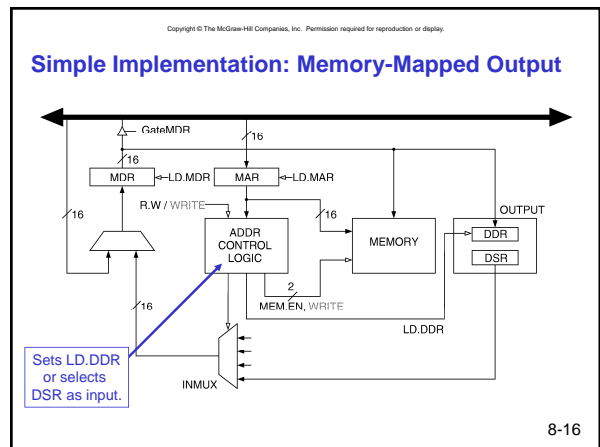 Copyright © The McGraw-Hill Companies, Inc. Permission required for reproduction or display.
Simple Implementation: Memory-Mapped Output
GateMDR
16
16
16
MDR
LD.MDR
MAR
LD.MAR
R.W / WRITE
16
16
OUTPUT
ADDR
CONTROL
LOGIC
MEMORY
DDR
DSR
2
MEM.EN, WRITE
16
LD.DDR
Sets LD.DDR
or selects
DSR as input.
INMUX
8-16